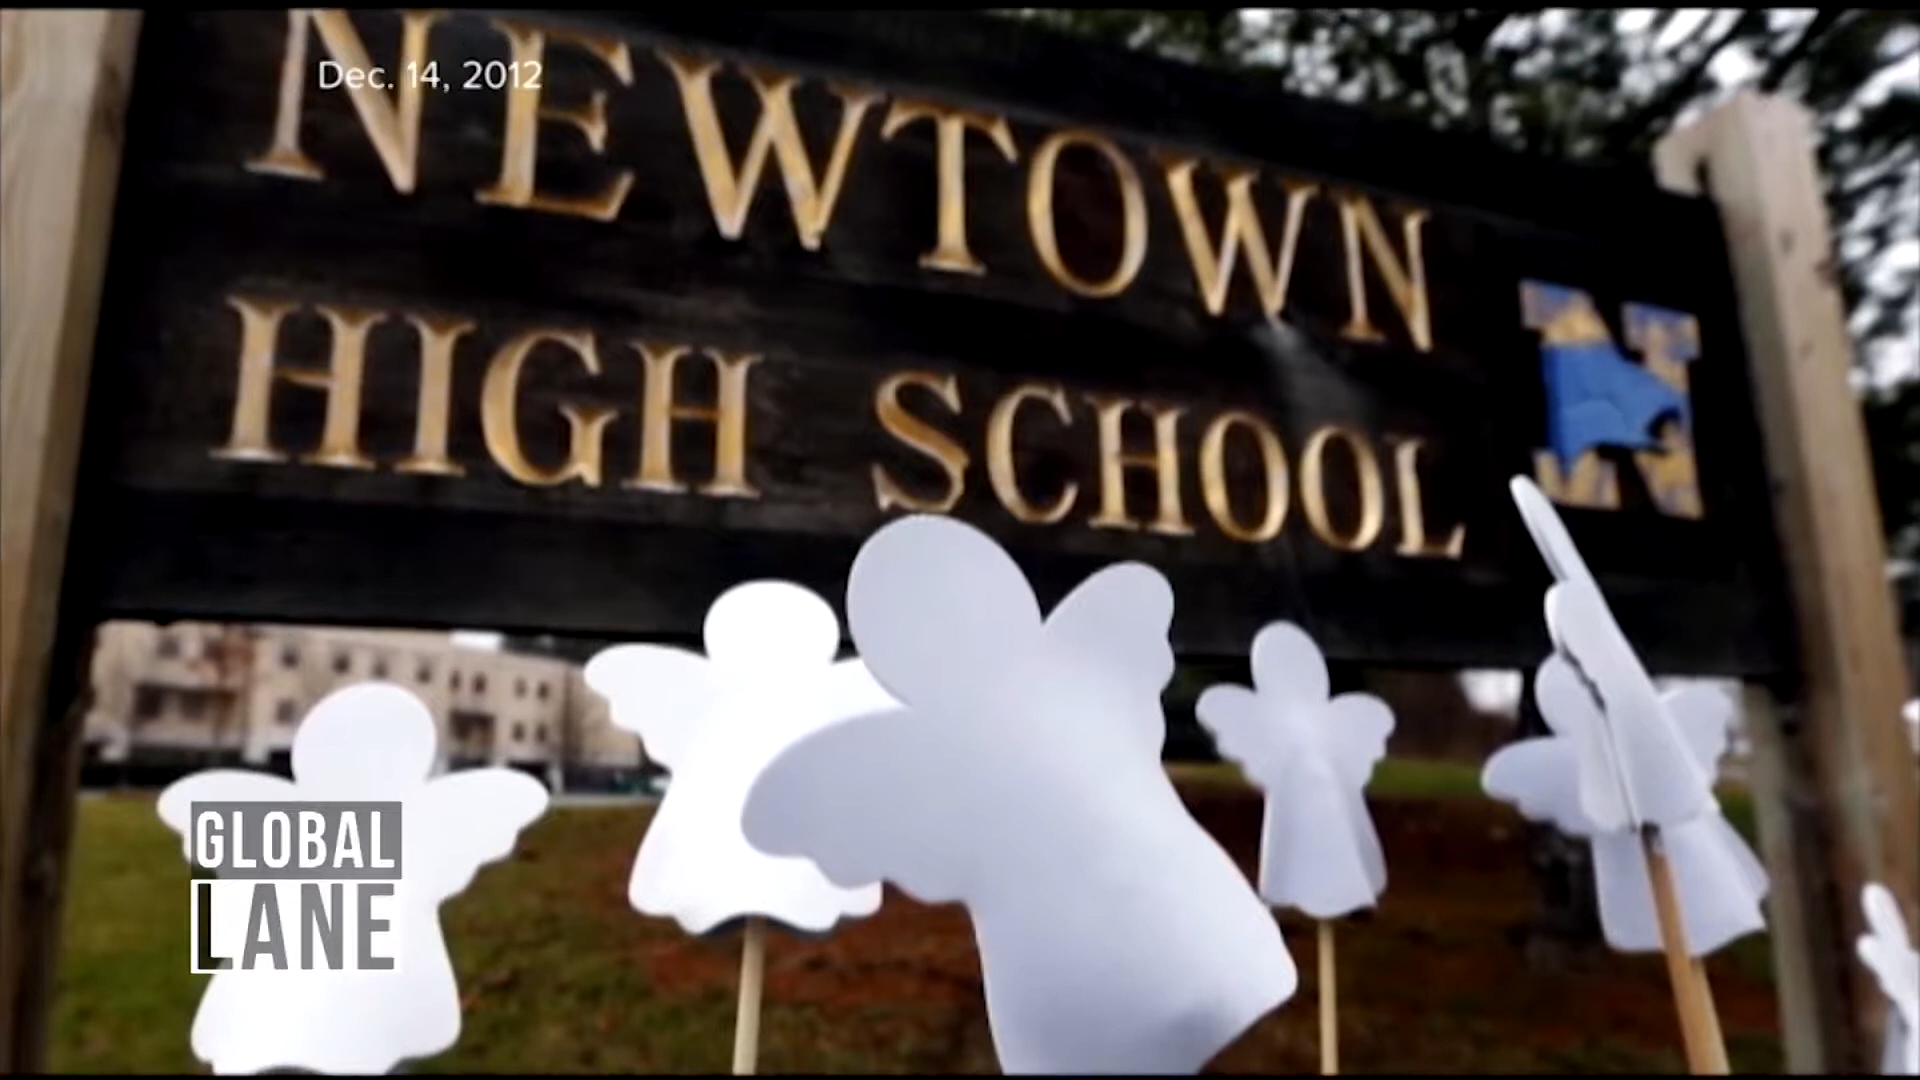 Dec. 14, 2012
NEWTOWN
HIGH SCHOOL
N
GLOBAL
LANE